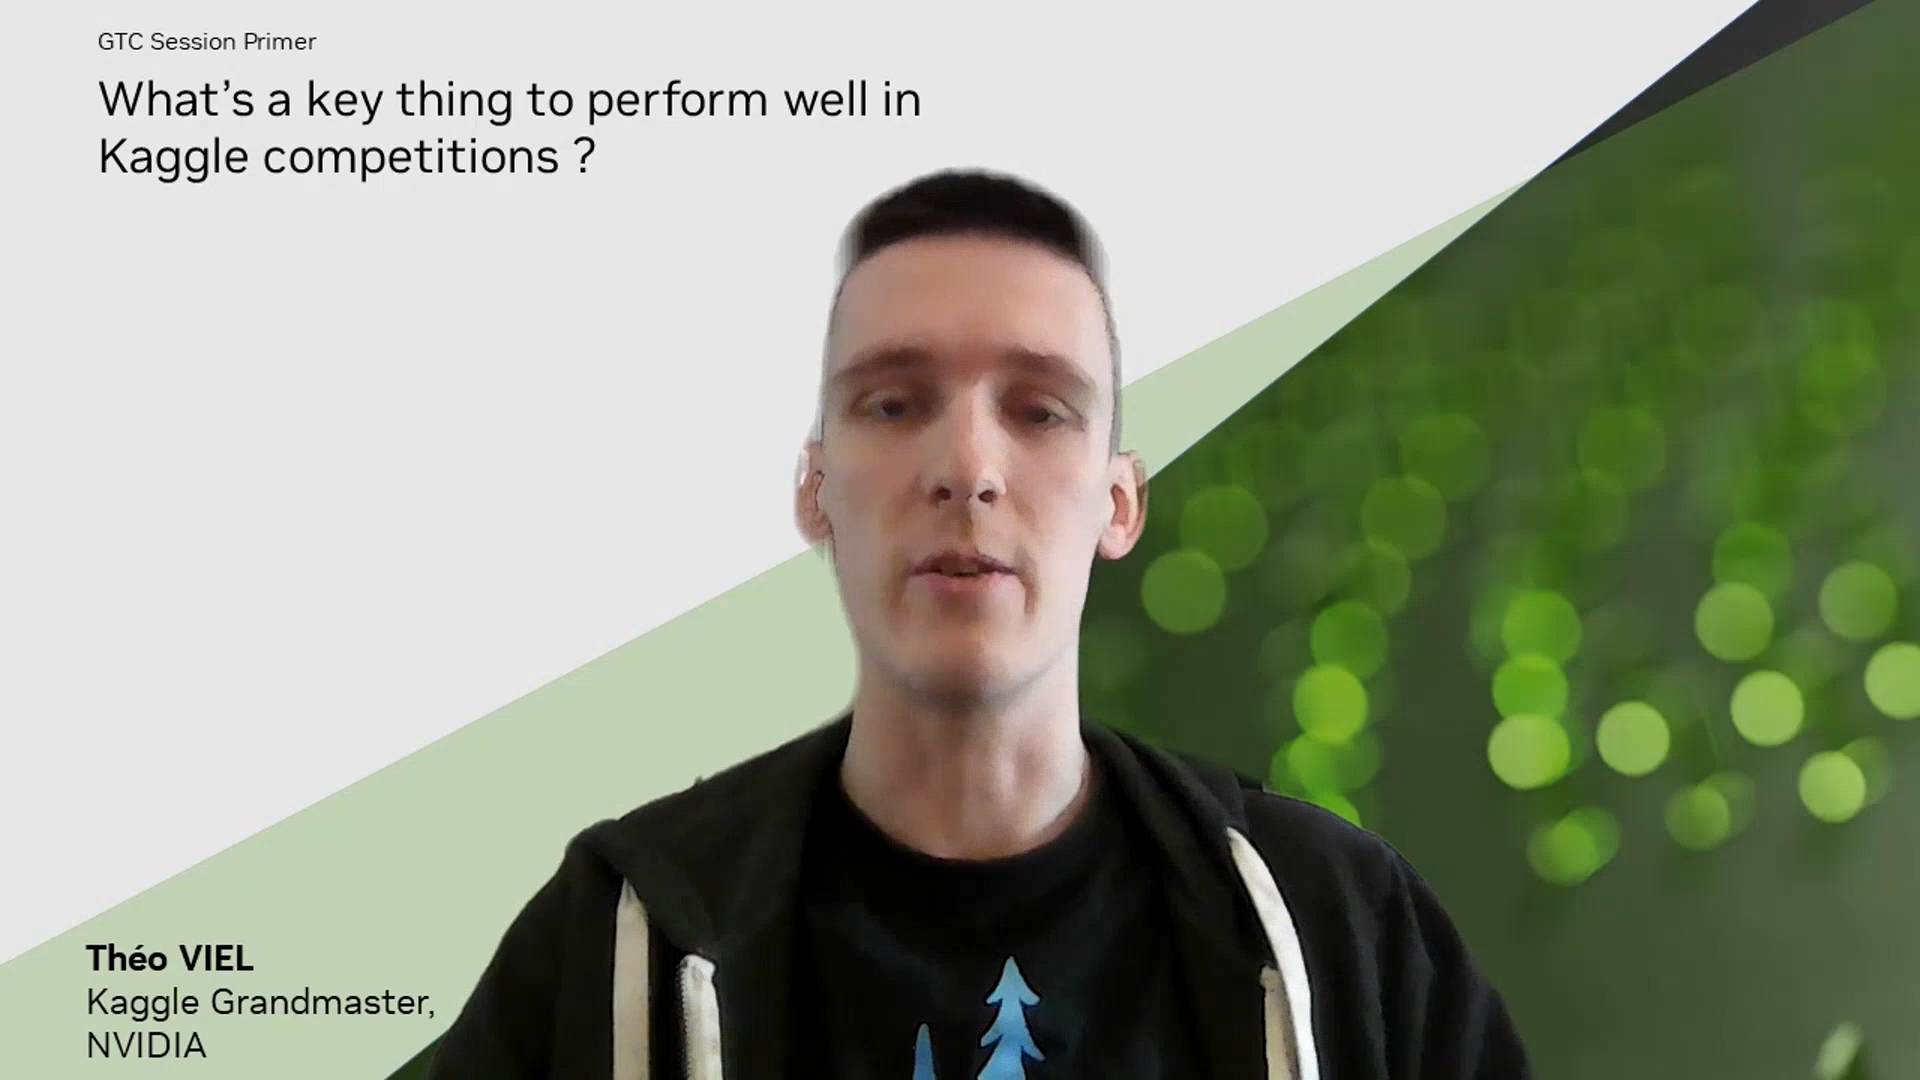 GTC Session Primer
What’s a key thing to perform well in
Kaggle competitions ?
Théo VIEL
Kaggle Grandmaster,
NVIDIA